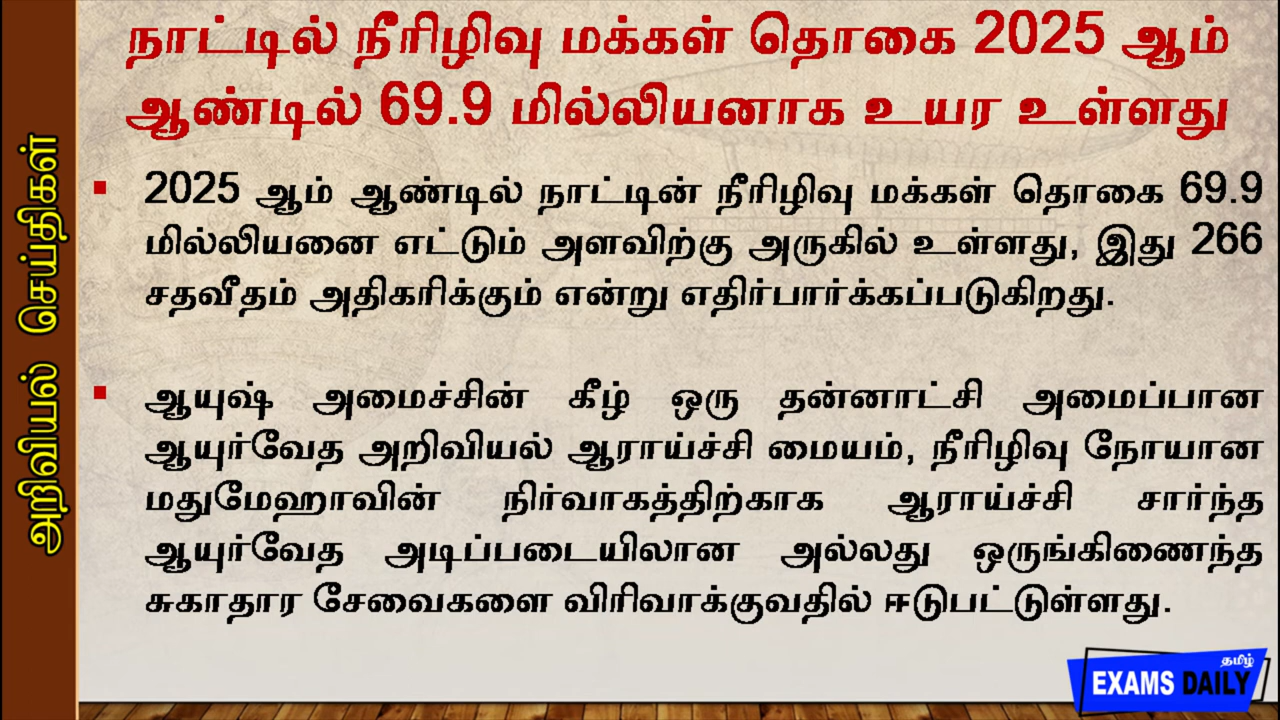 நாட்டில் நீரிழிவு மக்கள் தொகை 2025 ஆம்
ஆண்டில் 69.9 மில்லியனாக உயர உள்ளது
அறிவியல் செய்திகள்
▪ 2025 ஆம் ஆண்டில் நாட்டின் நீரிழிவு மக்கள் தொகை 69.9
மில்லியனை எட்டும் அளவிற்கு அருகில் உள்ளது, இது 266
சதவீதம் அதிகரிக்கும் என்று எதிர்பார்க்கப்படுகிறது.
▪ ஆயுஷ் அமைச்சின் கீழ் ஒரு தன்னாட்சி அமைப்பான
ஆயுர்வேத அறிவியல் ஆராய்ச்சி மையம், நீரிழிவு நோயான
மதுமேஹாவின் நிர்வாகத்திற்காக ஆராய்ச்சி சார்ந்த
ஆயுர்வேத அடிப்படையிலான அல்லது ஒருங்கிணைந்த
சுகாதார சேவைகளை விரிவாக்குவதில் ஈடுபட்டுள்ளது.
தமிழ்
EXAMS DAILY